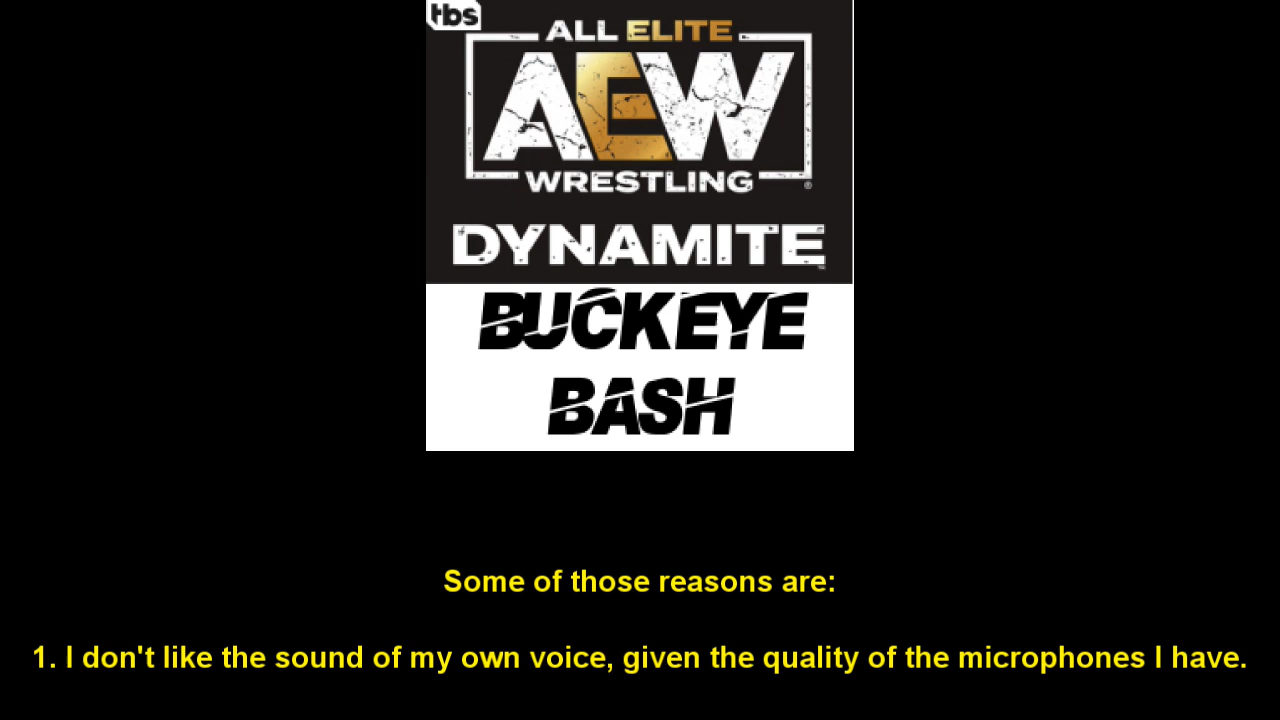 tbs
ALL ELITE
AEW
WRESTLING
®
DYNAMITE
™
BUCKEYE
BASH
Some of those reasons are:
1. I don't like the sound of my own voice, given the quality of the microphones I have.